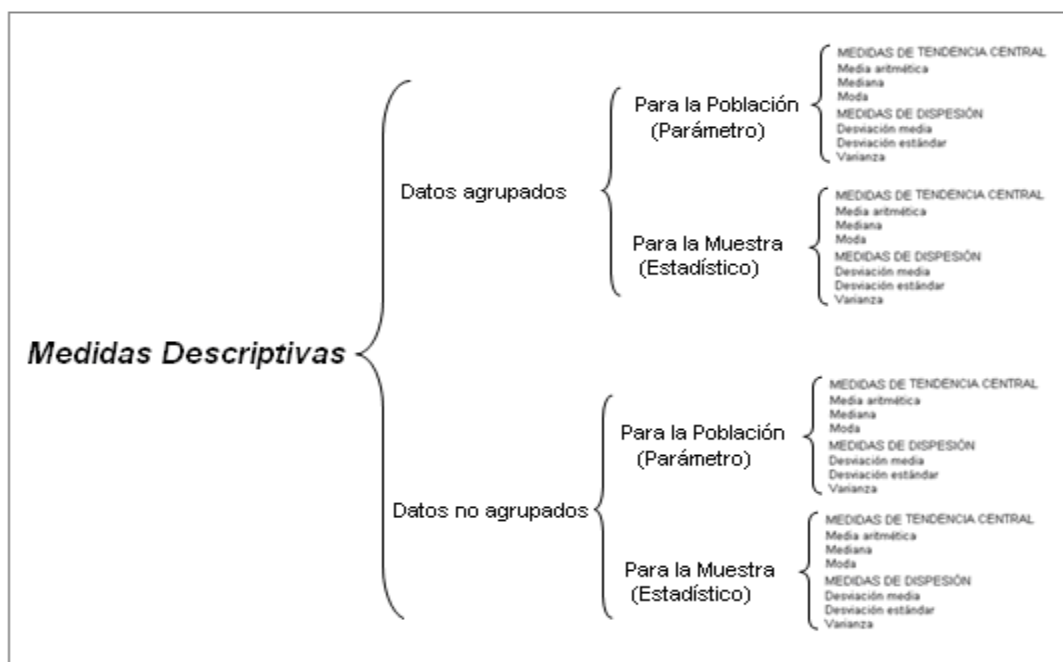 Medidas Descriptivas
Datos agrupados
Para la Población
(Parámetro)
MEDIDAS DE TENDENCIA CENTRAL
Media aritmética
Mediana
Moda
MEDIDAS DE DISPESIÓN
Desviación media
Desviación estándar
Varianza
Para la Muestra
(Estadístico)
MEDIDAS DE TENDENCIA CENTRAL
Media aritmética
Mediana
Moda
MEDIDAS DE DISPESIÓN
Desviación media
Desviación estándar
Varianza
Datos no agrupados
Para la Población
(Parámetro)
MEDIDAS DE TENDENCIA CENTRAL
Media aritmética
Mediana
Moda
MEDIDAS DE DISPESIÓN
Desviación media
Desviación estándar
Varianza
Para la Muestra
(Estadístico)
MEDIDAS DE TENDENCIA CENTRAL
Media aritmética
Mediana
Moda
MEDIDAS DE DISPESIÓN
Desviación media
Desviación estándar
Varianza